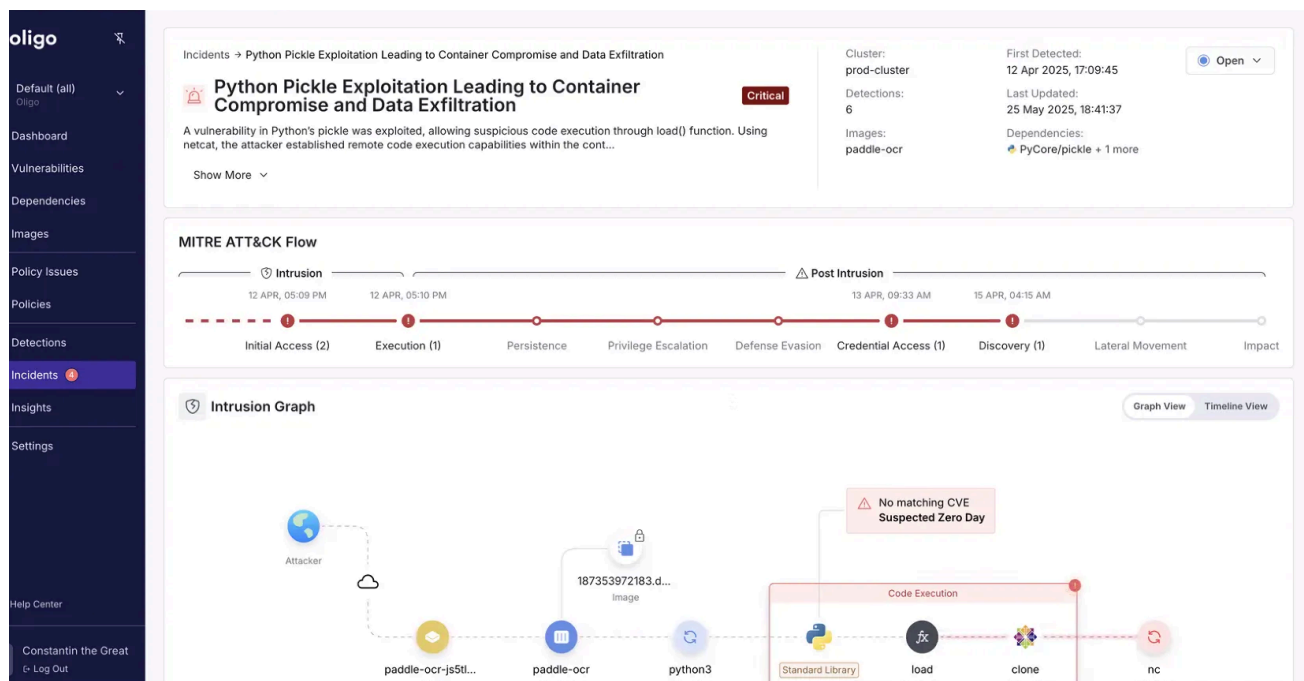 oligo
Default (all)
Oligo
Dashboard
Vulnerabilities
Dependencies
Images
Policy Issues
Policies
Detections
Incidents 4
Insights
Settings
Help Center
Constantin the Great
Log Out
Incidents → Python Pickle Exploitation Leading to Container Compromise and Data Exfiltration
Python Pickle Exploitation Leading to Container
Compromise and Data Exfiltration
Critical
A vulnerability in Python's pickle was exploited, allowing suspicious code execution through load() function. Using
netcat, the attacker established remote code execution capabilities within the cont...
Show More
Cluster:
prod-cluster
Detections:
6
Images:
paddle-ocr
First Detected:
12 Apr 2025, 17:09:45
Last Updated:
25 May 2025, 18:41:37
Dependencies:
PyCore/pickle + 1 more
Open
MITRE ATT&CK Flow
Intrusion
Post Intrusion
12 APR, 05:09 PM
12 APR, 05:10 PM
13 APR, 09:33 AM
15 APR, 04:15 AM
Initial Access (2)
Execution (1)
Persistence
Privilege Escalation
Defense Evasion
Credential Access (1)
Discovery (1)
Lateral Movement
Impact
Intrusion Graph
Graph View
Timeline View
No matching CVE
Suspected Zero Day
Attacker
187353972183.d...
Image
Code Execution
fx
paddle-ocr-js5tl...
paddle-ocr
python3
Standard Library
load
clone
nc